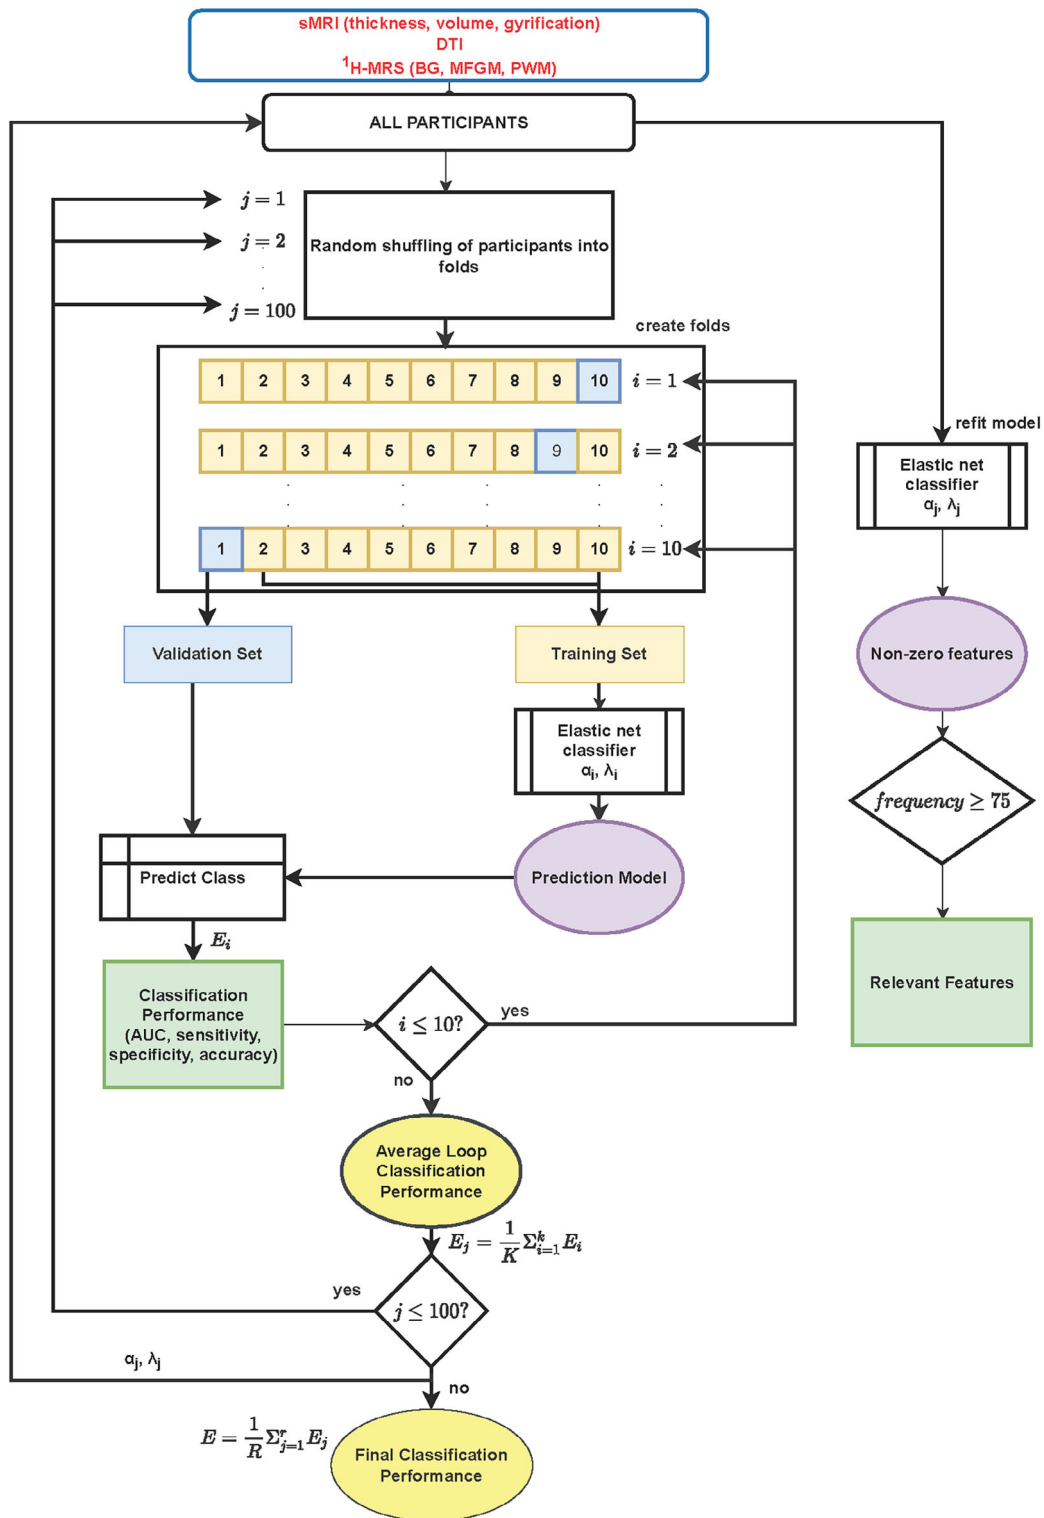 sMRI (thickness, volume, gyrification)
DTI
¹H-MRS (BG, MFGM, PWM)
ALL PARTICIPANTS
j = 1
j = 2
j = 100
Random shuffling of participants into
folds
create folds
1 2 3 4 5 6 7 8 9 10 i = 1
1 2 3 4 5 6 7 8 9 10 i = 2
1 2 3 4 5 6 7 8 9 10 i = 10
refit model
Elastic net
classifier
αj, λj
Non-zero features
frequency ≥ 75
Relevant Features
Validation Set
Training Set
Elastic net
classifier
αi, λi
Prediction Model
Predict Class
Ei
Classification
Performance
(AUC, sensitivity,
specificity, accuracy)
i ≤ 10?
yes
no
Average Loop
Classification
Performance
Ej = 1/K Σᵏi=1 Ei
yes
j ≤ 100?
αj, λj
no
E = 1/R Σʳj=1 Ej
Final Classification
Performance